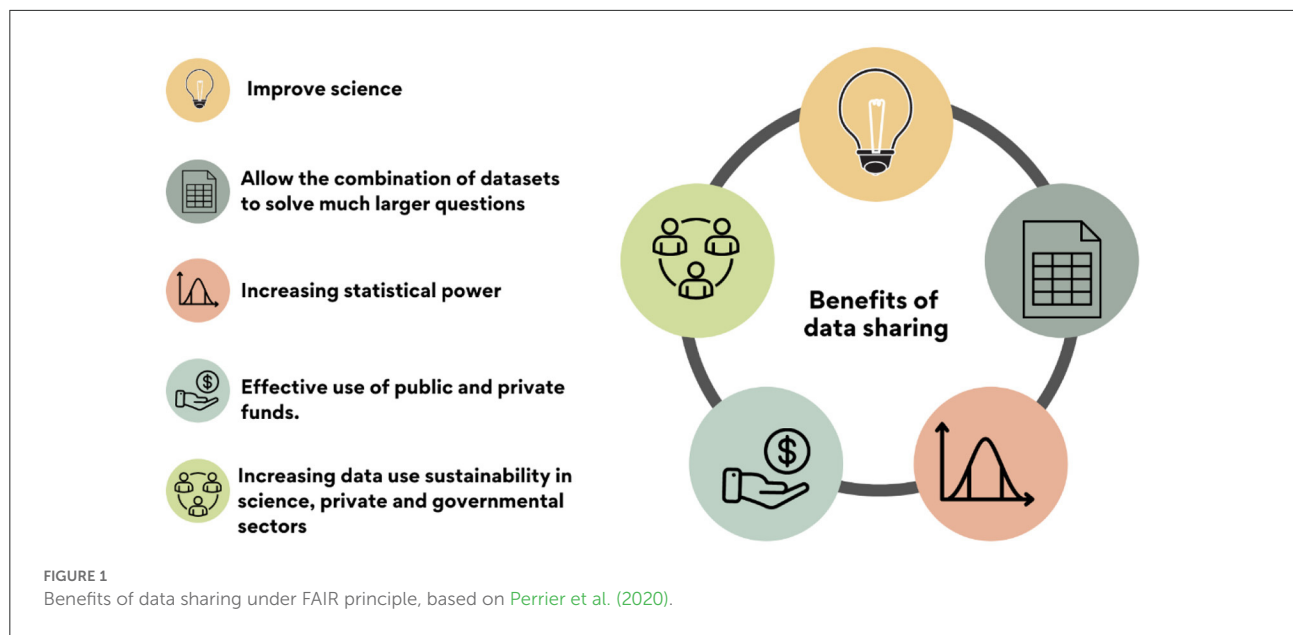 Improve science
Allow the combination of datasets
to solve much larger questions
Increasing statistical power
Effective use of public and private
funds.
Increasing data use sustainability in
science, private and governmental
sectors
Benefits of
data sharing
$
$
FIGURE 1
Benefits of data sharing under FAIR principle, based on Perrier et al. (2020).